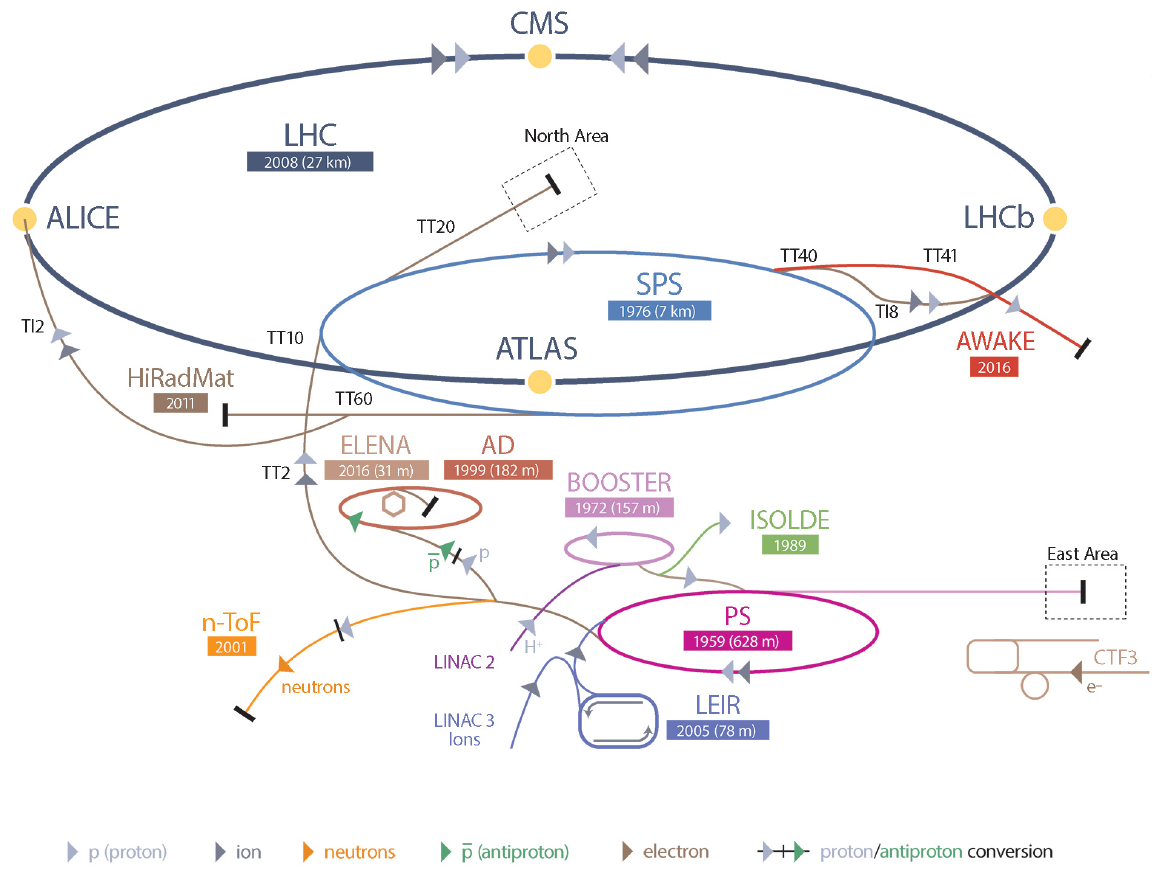 CMS
LHC
2008 (27 km)
North Area
ALICE
LHCb
TT20
TT40
TT41
SPS
1976 (7 km)
TI8
TI2
TT10
ATLAS
AWAKE
2016
HiRadMat
2011
TT60
ELENA
2016 (31 m)
AD
1999 (182 m)
TT2
BOOSTER
1972 (157 m)
ISOLDE
1989
p̅
p
East Area
n-ToF
2001
PS
1959 (628 m)
H⁺
LINAC 2
neutrons
CTF3
e⁻
LEIR
2005 (78 m)
LINAC 3
Ions
p (proton)
ion
neutrons
p̅ (antiproton)
electron
proton/antiproton conversion